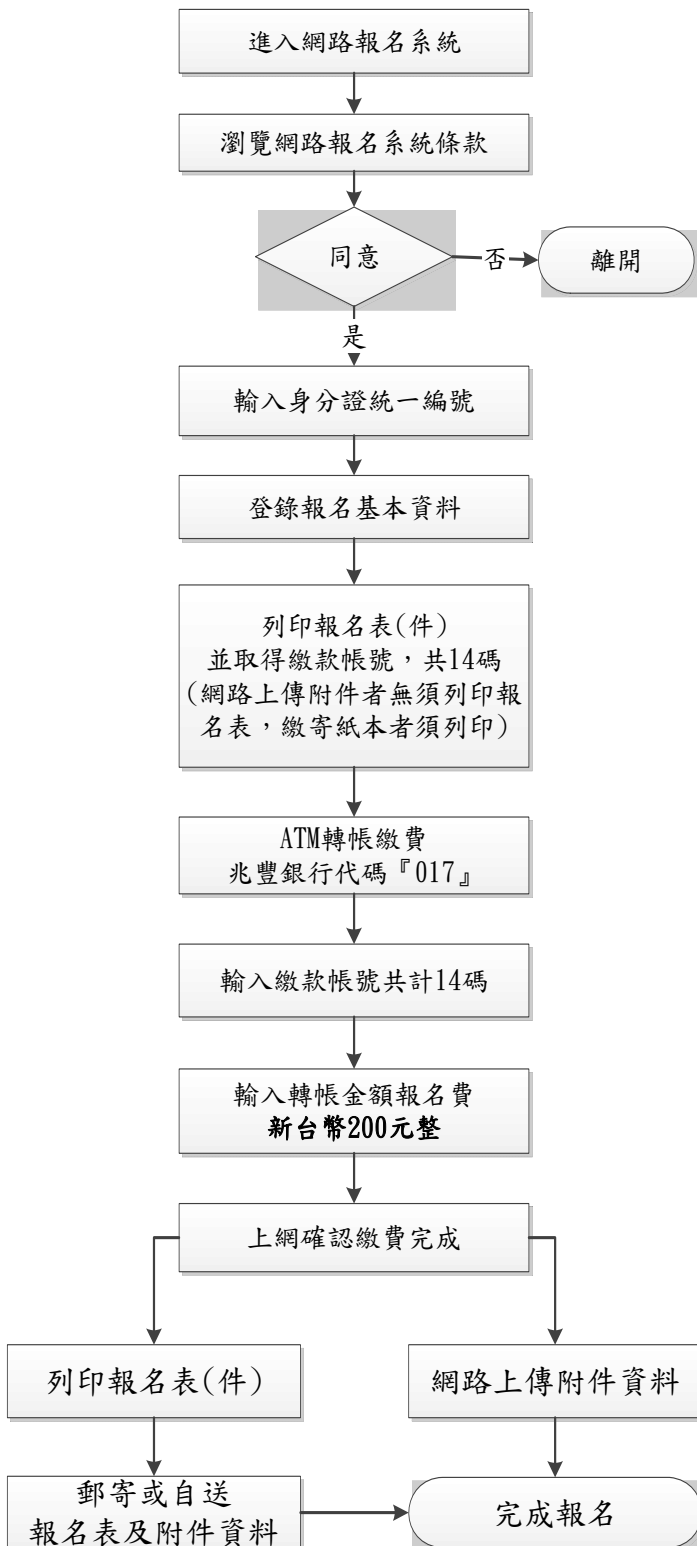 進入網路報名系統
瀏覽網路報名系統條款
同意
否
離開
是
輸入身分證統一編號
登錄報名基本資料
列印報名表(件)
並取得繳款帳號，共14碼
(網路上傳附件者無須列印報
名表，繳寄紙本者須列印)
ATM轉帳繳費
兆豐銀行代碼『017』
輸入繳款帳號共計14碼
輸入轉帳金額報名費
新台幣200元整
上網確認繳費完成
列印報名表(件)
網路上傳附件資料
郵寄或自送
報名表及附件資料
完成報名